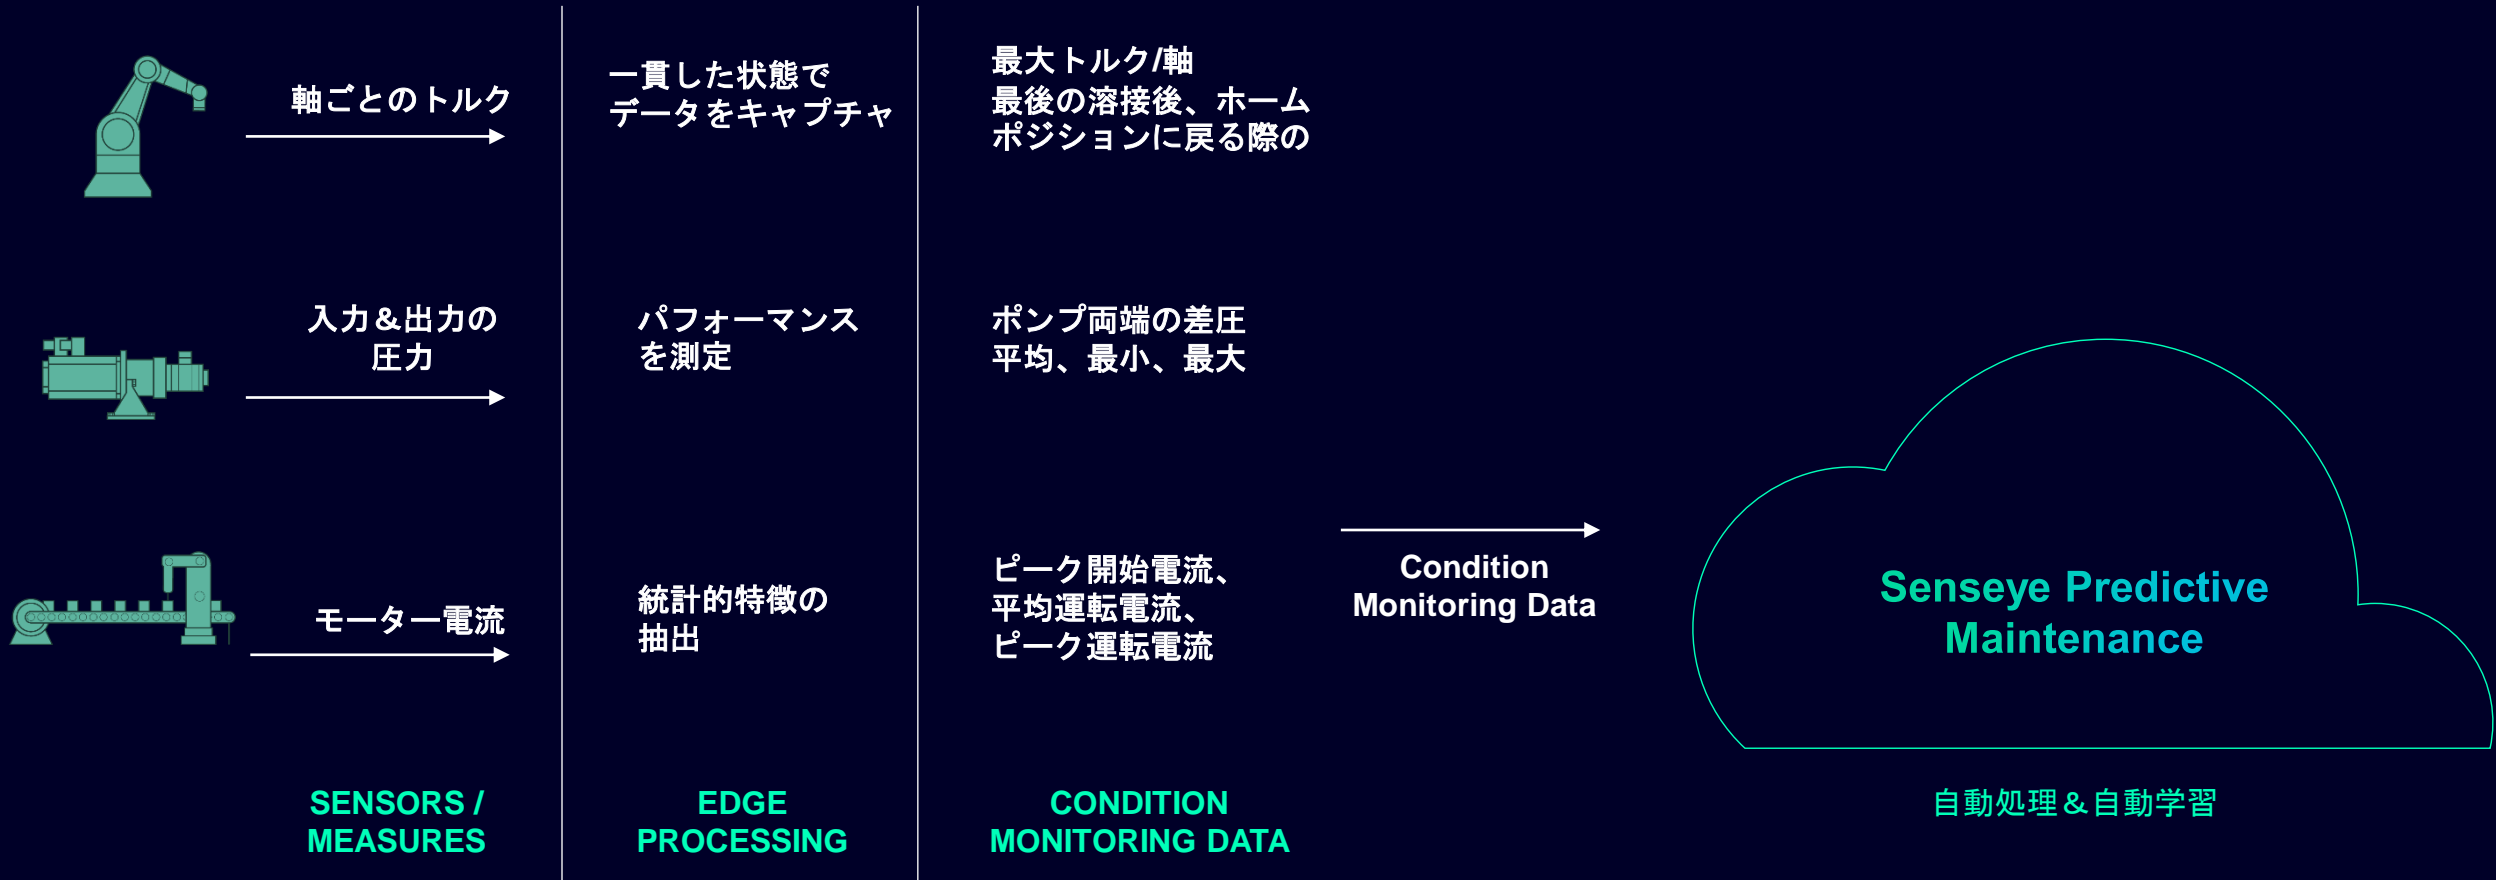 軸ごとのトルク
一貫した状態で
データをキャプチャ
最大トルク/軸
最後の溶接後、ホーム
ポジションに戻る際の
入力&出力の
圧力
パフォーマンス
を測定
ポンプ両端の差圧
平均、最小、最大
モーター電流
統計的特徴の
抽出
ピーク開始電流、
平均運転電流、
ピーク運転電流
Condition
Monitoring Data
Senseye Predictive
Maintenance
SENSORS /
MEASURES
EDGE
PROCESSING
CONDITION
MONITORING DATA
自動処理&自動学習